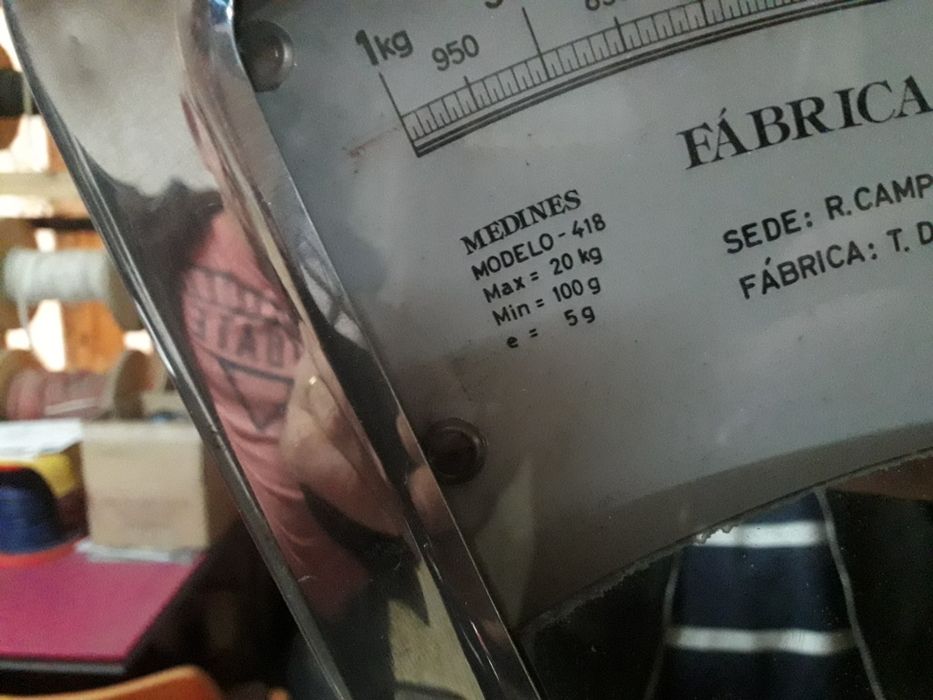 1kg
950
FÁBRICA
MEDINES
MODELO - 418
Max = 20 kg
Min = 100 g
e = 5 g
SEDE: R. CAMP
FÁBRICA: T. D